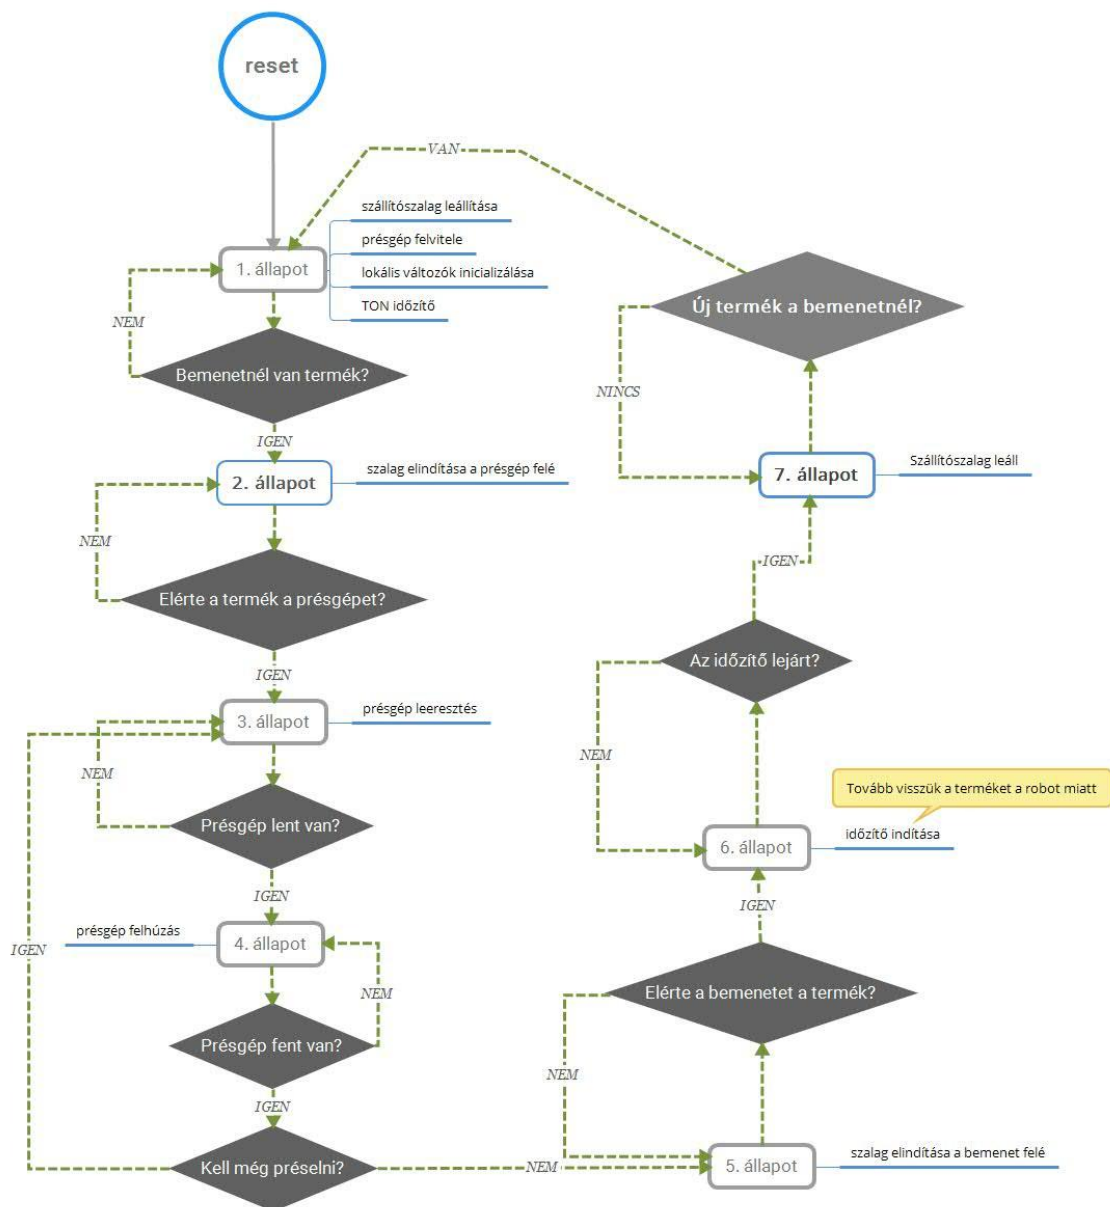 reset
VAN
szállítószalag leállítása
présgép felvitele
1. állapot
lokális változók inicializálása
TON időzítő
NEM
Bemenetnél van termék?
IGEN
2. állapot
szalag elindítása a présgép felé
NEM
Elérte a termék a présgépet?
IGEN
3. állapot
présgép leeresztés
NEM
Présgép lent van?
IGEN
IGEN
présgép felhúzás
4. állapot
NEM
Présgép fent van?
IGEN
Kell még préselni?
NEM
5. állapot
szalag elindítása a bemenet felé
NEM
Elérte a bemenetet a termék?
IGEN
6. állapot
időzítő indítása
Tovább visszük a terméket a robot miatt
NEM
Az időzítő lejárt?
IGEN
7. állapot
Szállítószalag leáll
NINCS
Új termék a bemenetnél?